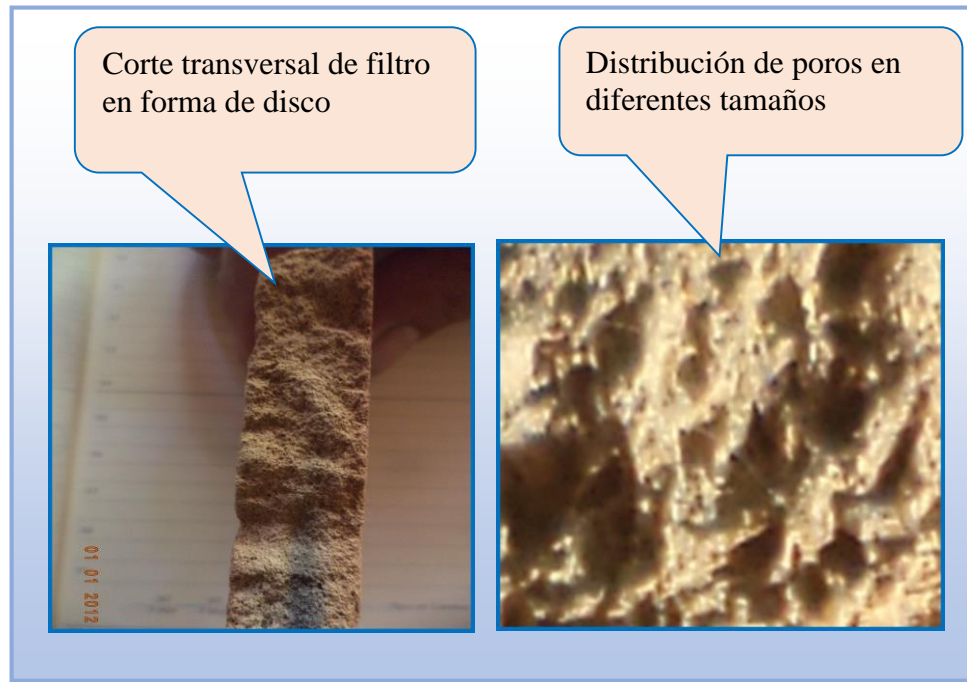 Corte transversal de filtro
en forma de disco
Distribución de poros en
diferentes tamaños
01 01 2012